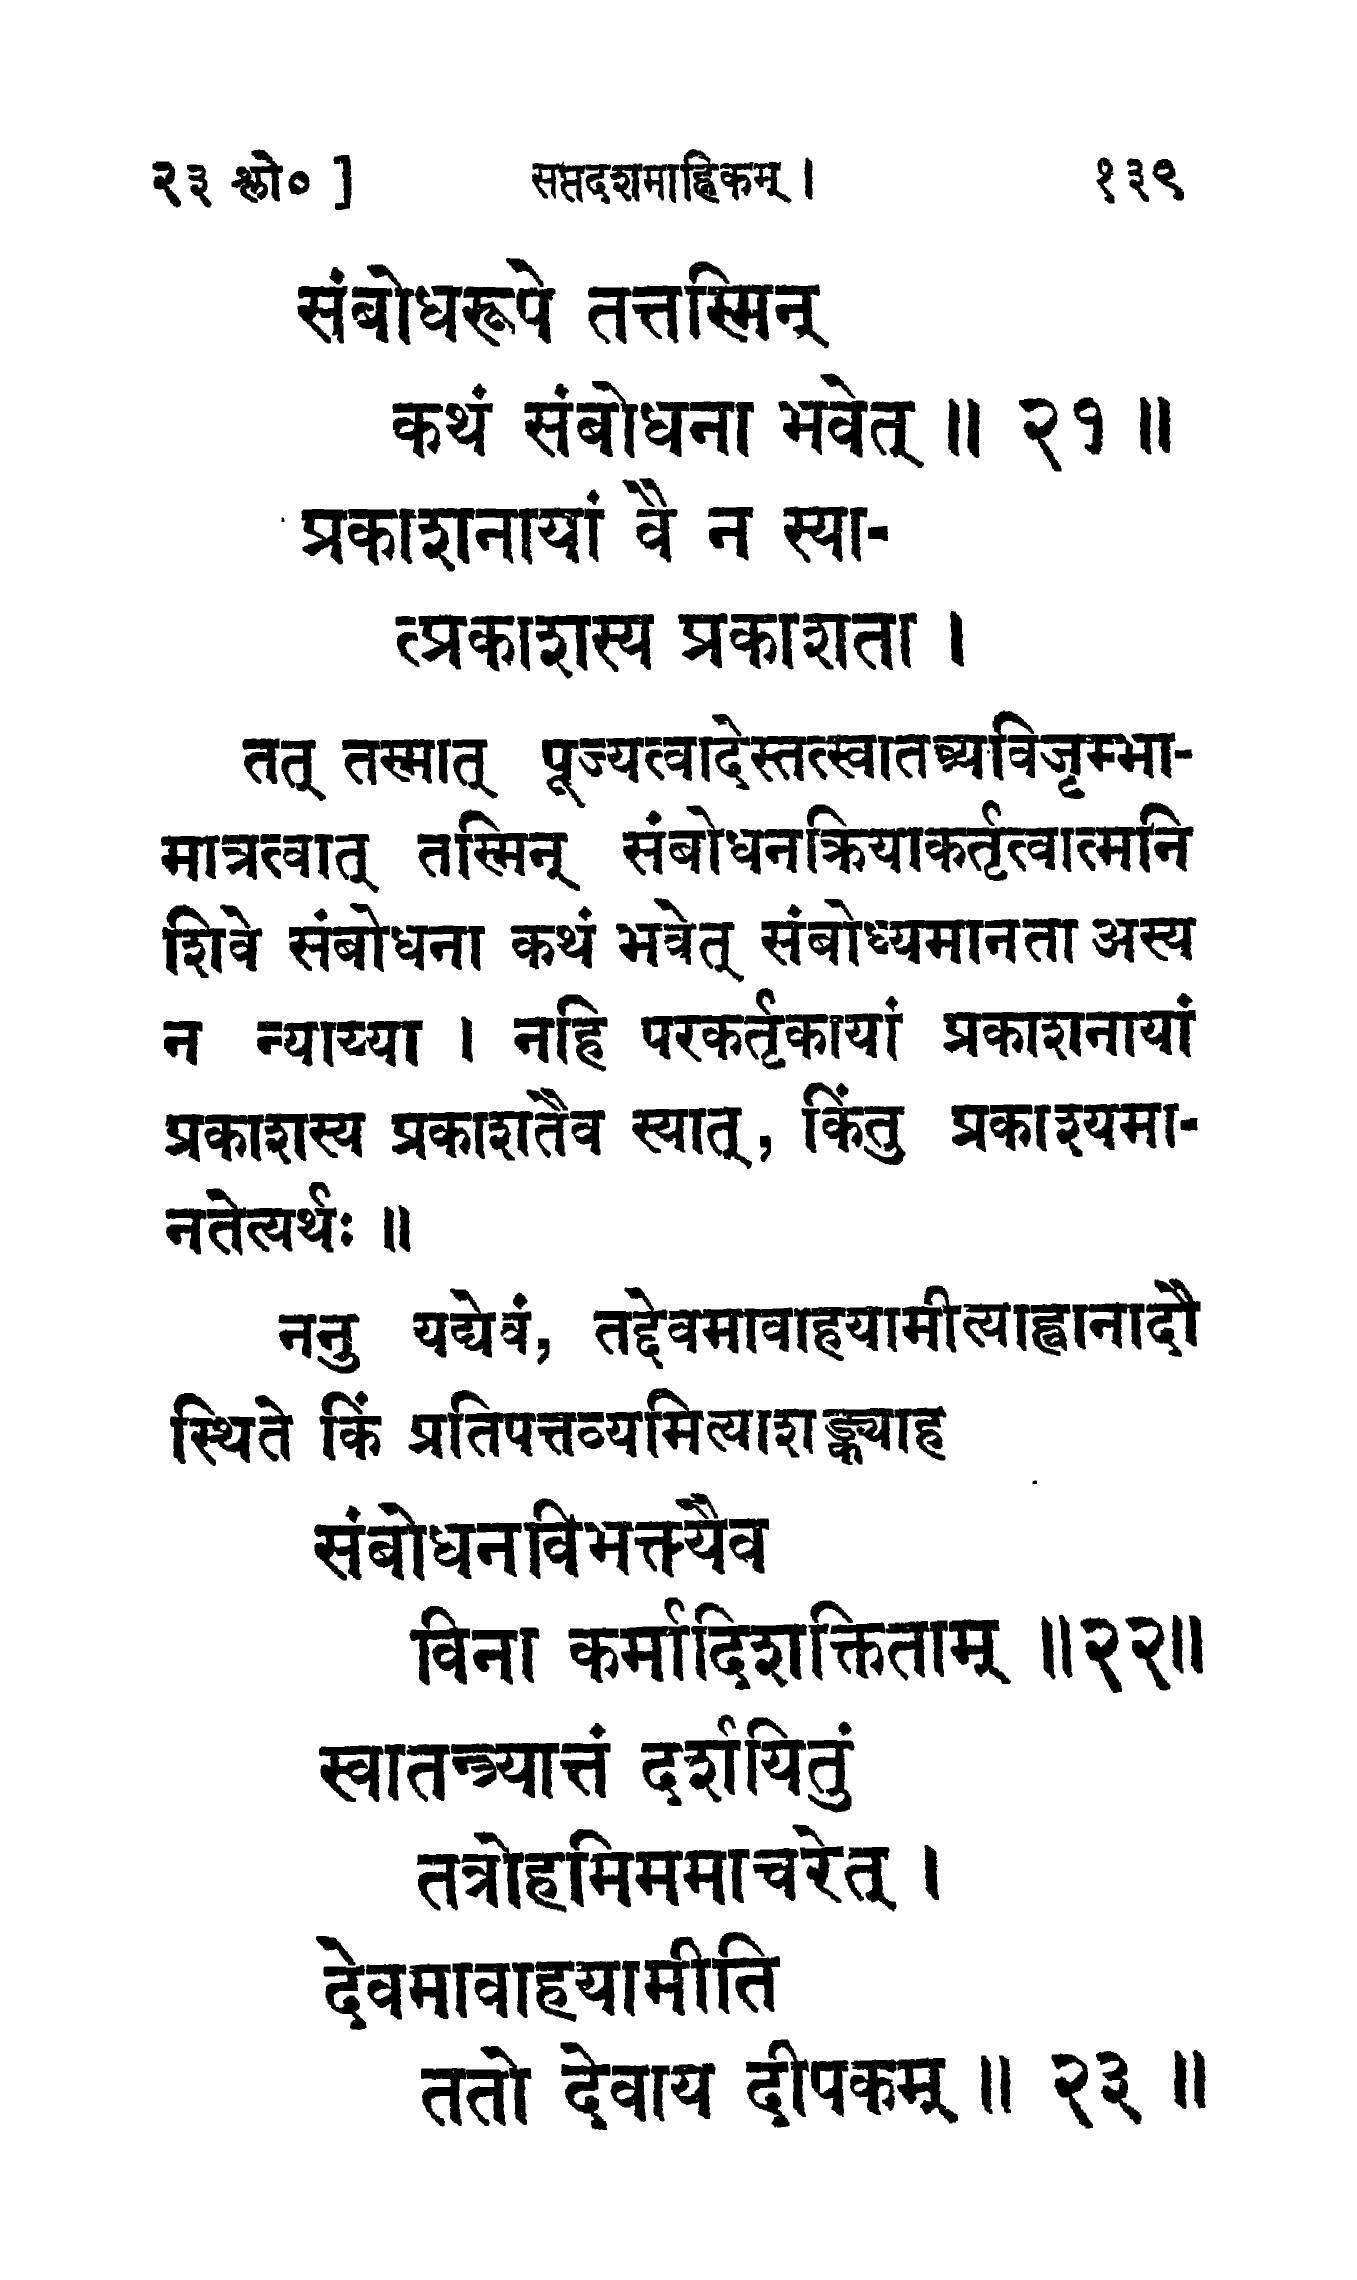 २३ श्लो० ] सप्तदशमाह्निकम् । १३९
संबोधरूपे तत्तस्मिन्
कथं संबोधना भवेत् ॥ २१ ॥
प्रकाशनायां वै न स्या-
त्प्रकाशस्य प्रकाशता ।
तत् तस्मात् पूज्यत्वादेस्तत्स्वातन्त्र्यविजृम्भा-
मात्रत्वात् तस्मिन् संबोधनक्रियाकर्तृत्वात्मनि
शिवे संबोधना कथं भवेत् संबोध्यमानता अस्य
न न्याय्या । नहि परकर्तृकायां प्रकाशनायां
प्रकाशस्य प्रकाशतैव स्यात्, किंतु प्रकाश्यमा-
नतेत्यर्थः ॥
ननु यद्येवं, तद्देवमावाहयामीत्याह्वानादौ
स्थिते किं प्रतिपत्तव्यमित्याशङ्क्याह
संबोधनविभक्त्यैव
विना कर्मादिशक्तिताम् ॥२२॥
स्वातन्त्र्यात्तं दर्शयितुं
तत्रोहमिममाचरेत् ।
देवमावाहयामीति
ततो देवाय दीपकम् ॥ २३ ॥